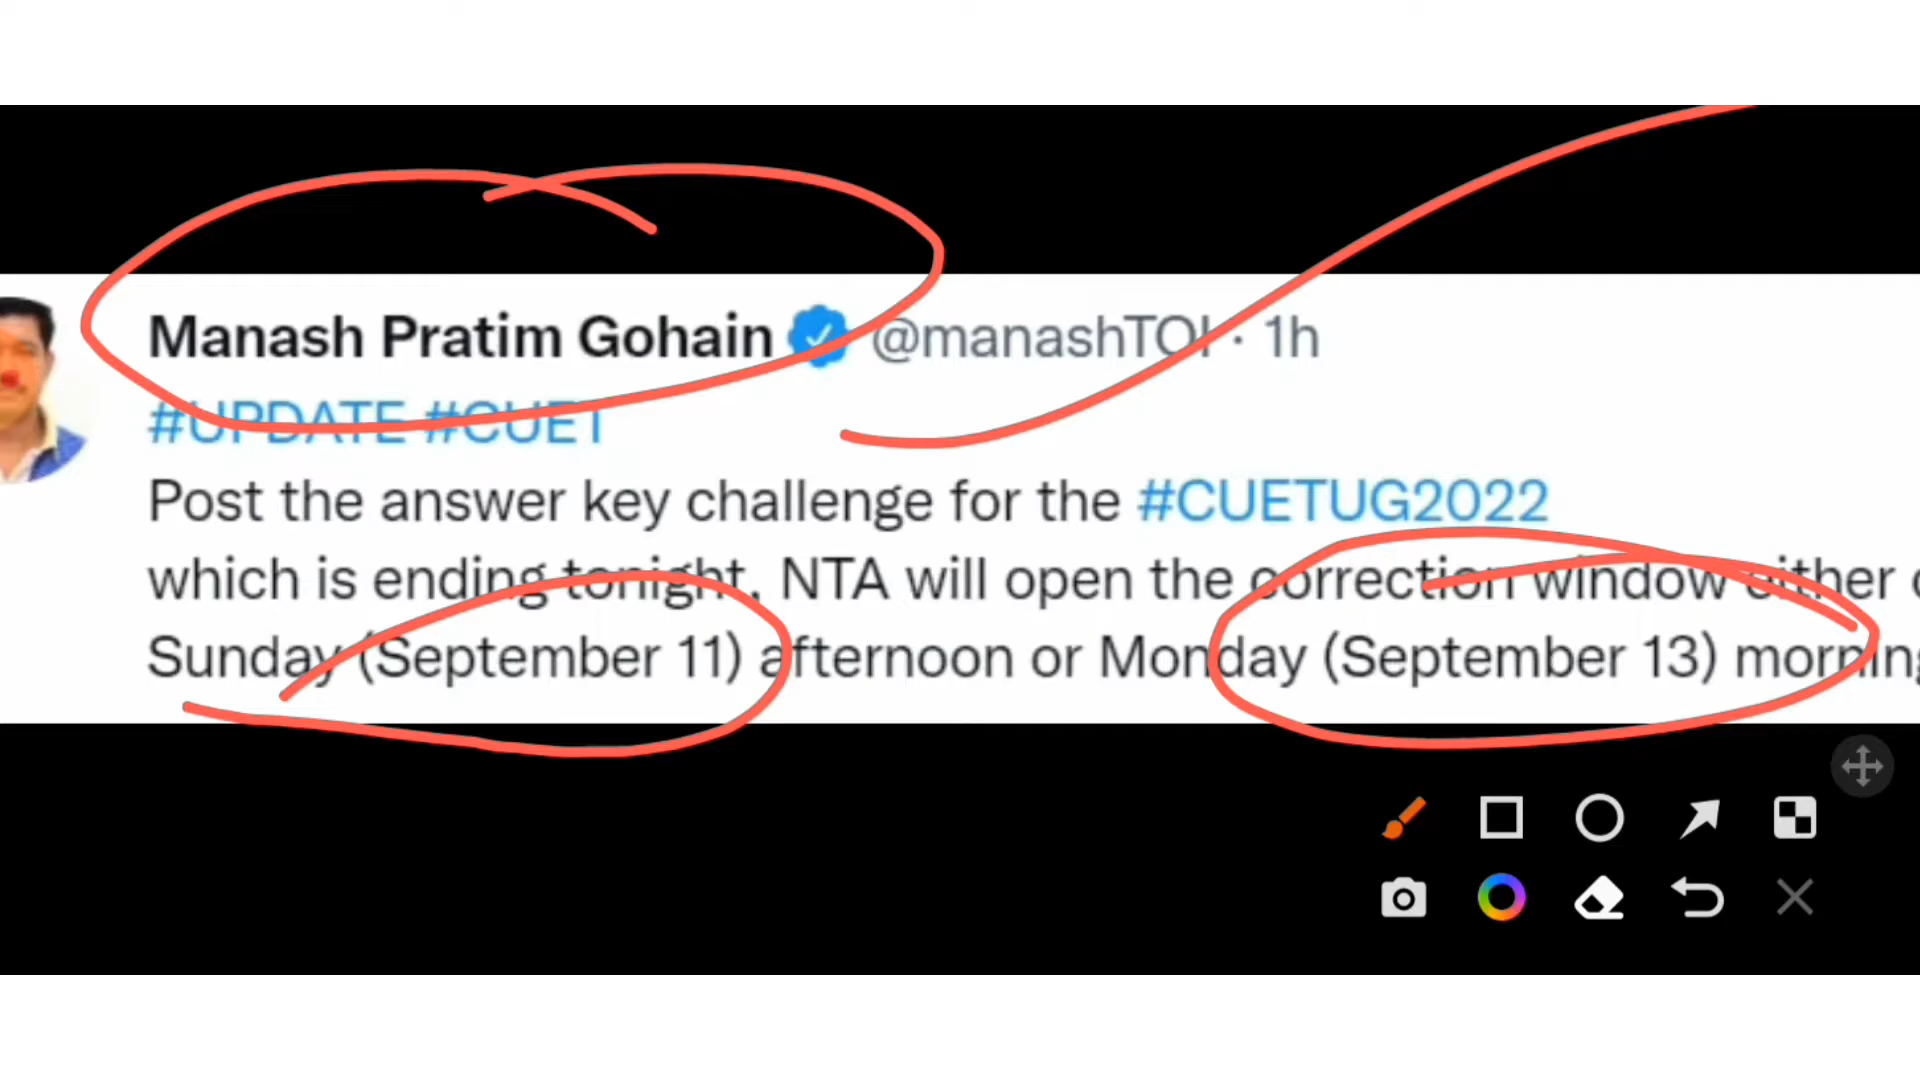 Manash Pratim Gohain @manashTOI · 1h
#UPDATE #CUET
Post the answer key challenge for the #CUETUG2022
which is ending tonight, NTA will open the correction window either
Sunday (September 11) afternoon or Monday (September 13) morning